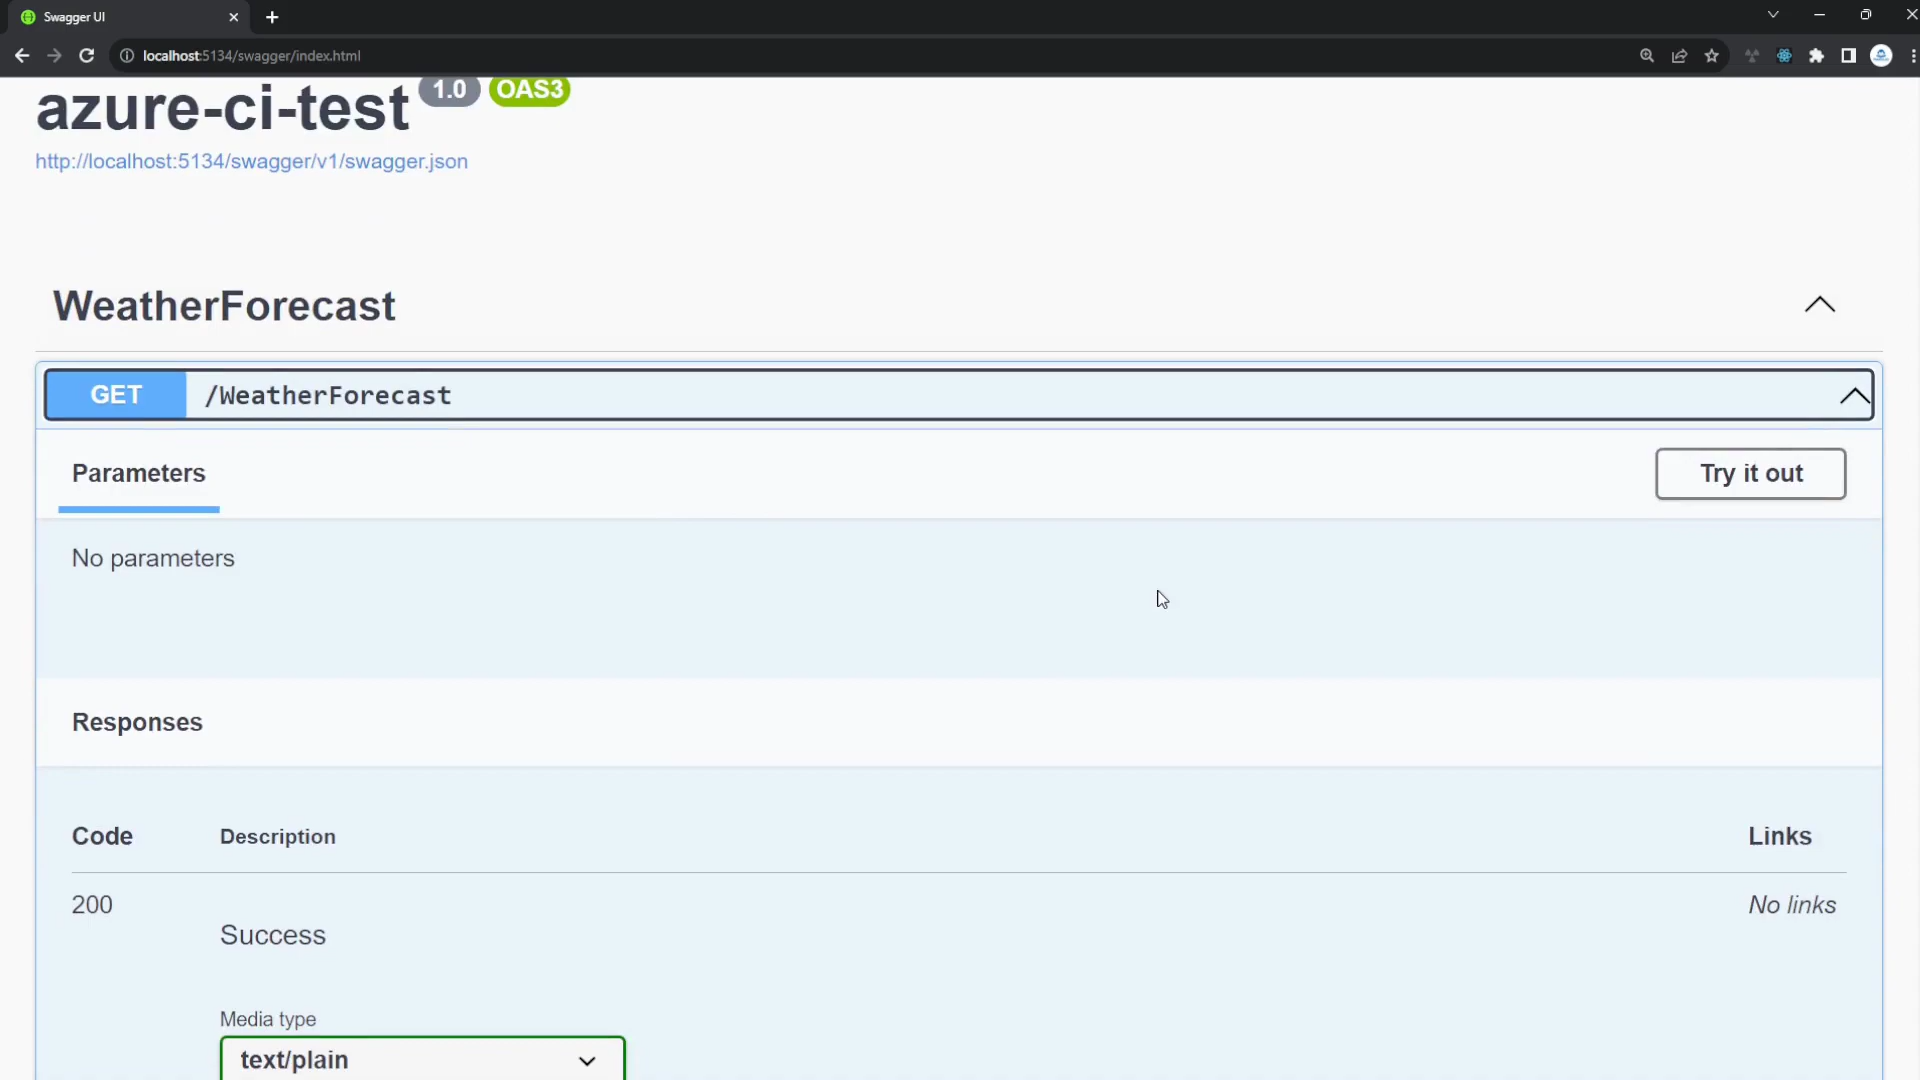 Swagger UI
localhost:5134/swagger/index.html
azure-ci-test 1.0 OAS3
http://localhost:5134/swagger/v1/swagger.json
WeatherForecast
GET /WeatherForecast
Parameters
Try it out
No parameters
Responses
Code Description Links
200 No links
Success
Media type
text/plain